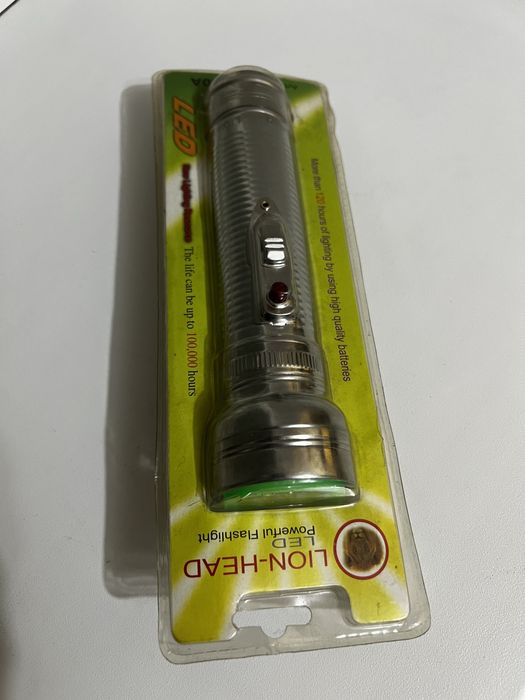 LION-HEAD
LED
Powerful Flashlight
More than 120 hours of lighting by using high quality batteries
LED
The life can be up to 100,000 hours